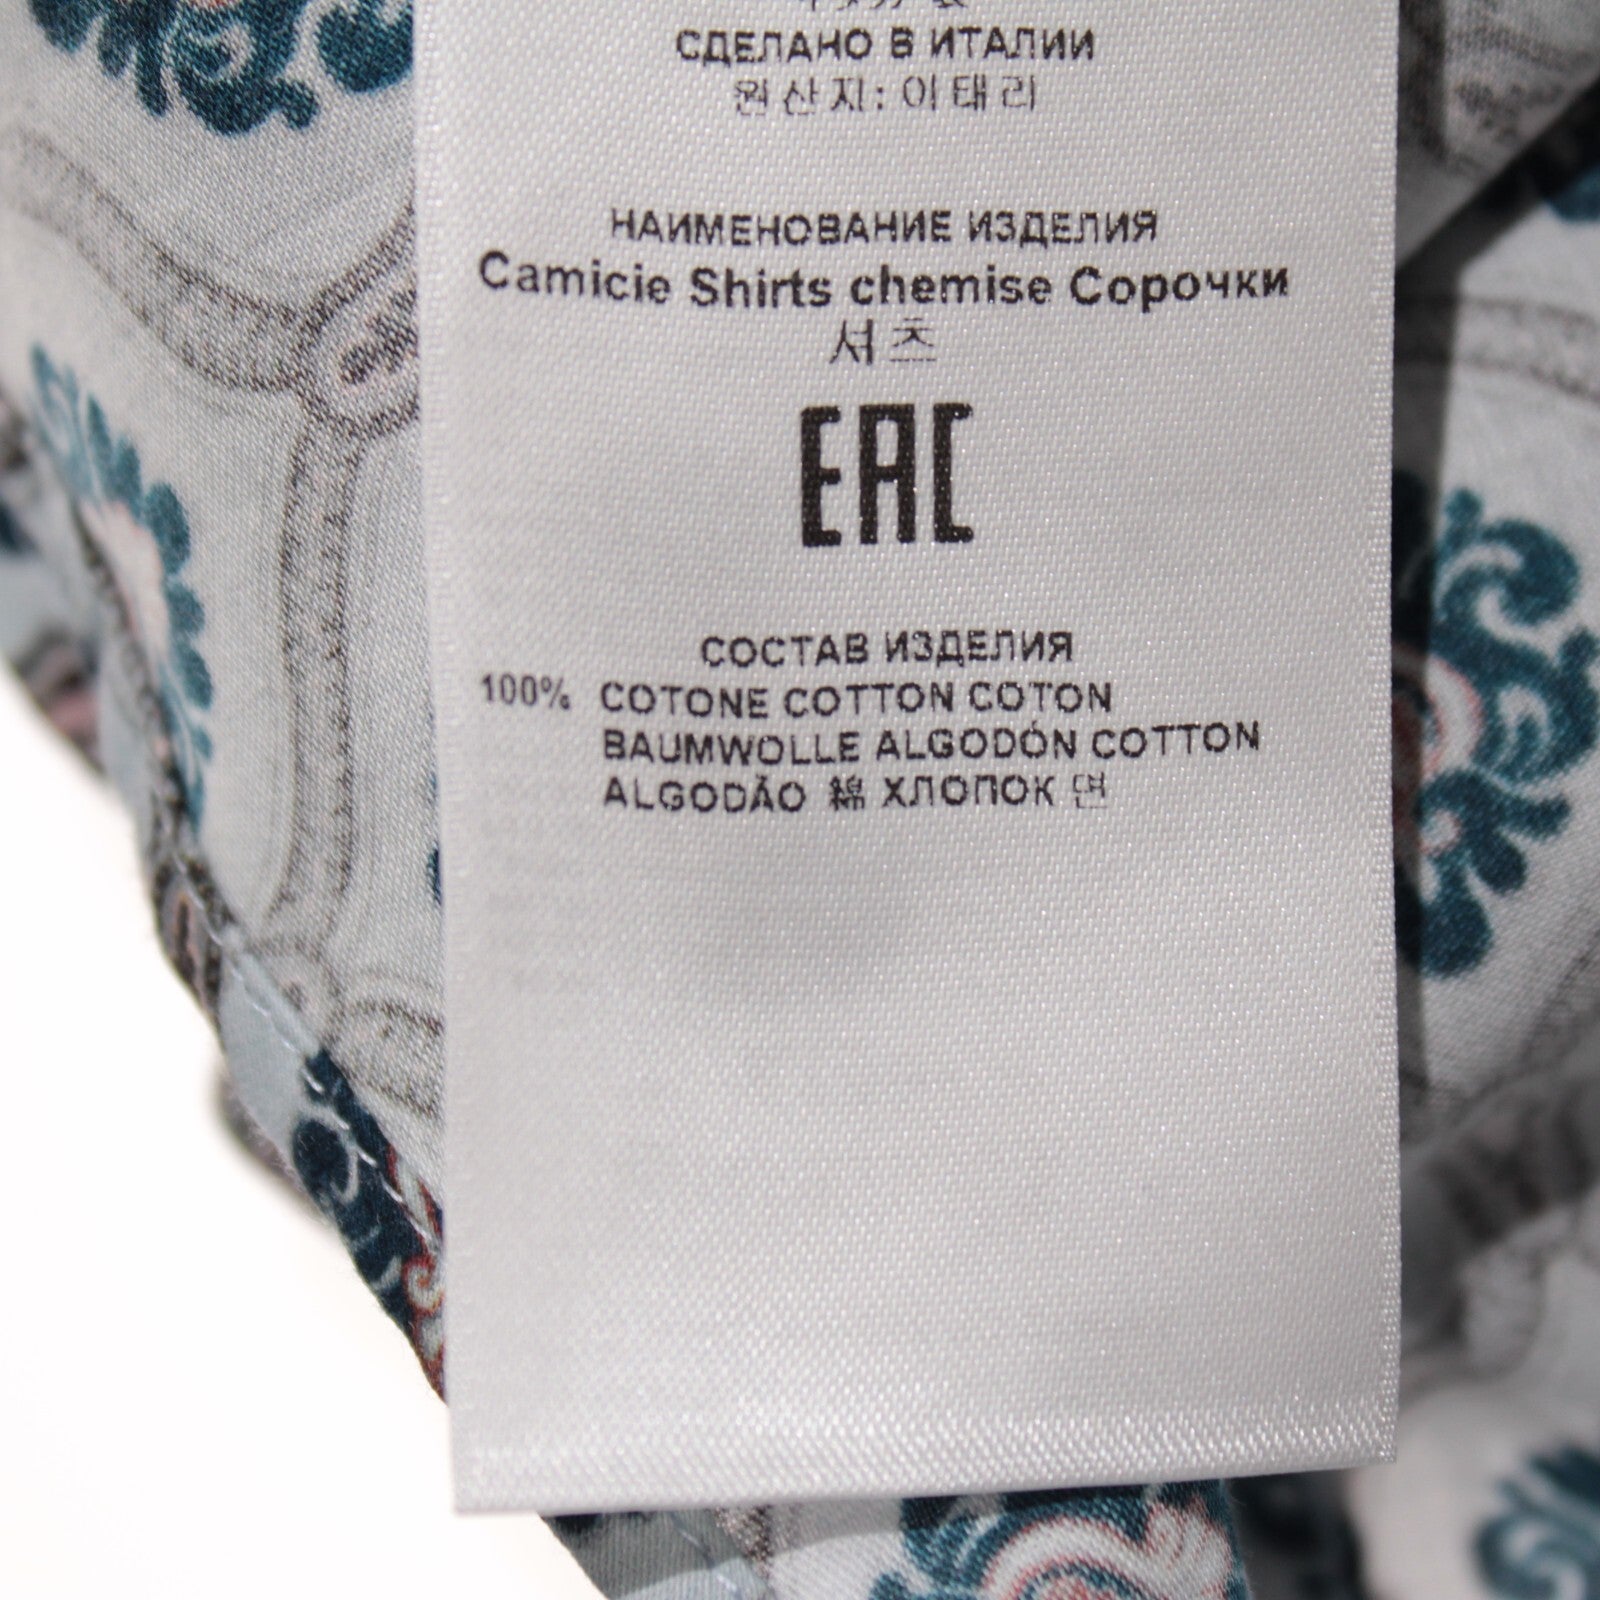 СДЕЛАНО В ИТАЛИИ
원산지: 이태리
НАИМЕНОВАНИЕ ИЗДЕЛИЯ
Camicie Shirts chemise Сорочки
셔츠
EAC
СОСТАВ ИЗДЕЛИЯ
100% COTONE COTTON COTON
BAUMWOLLE ALGODÓN COTTON
ALGODÃO 綿 ХЛОПОК 면